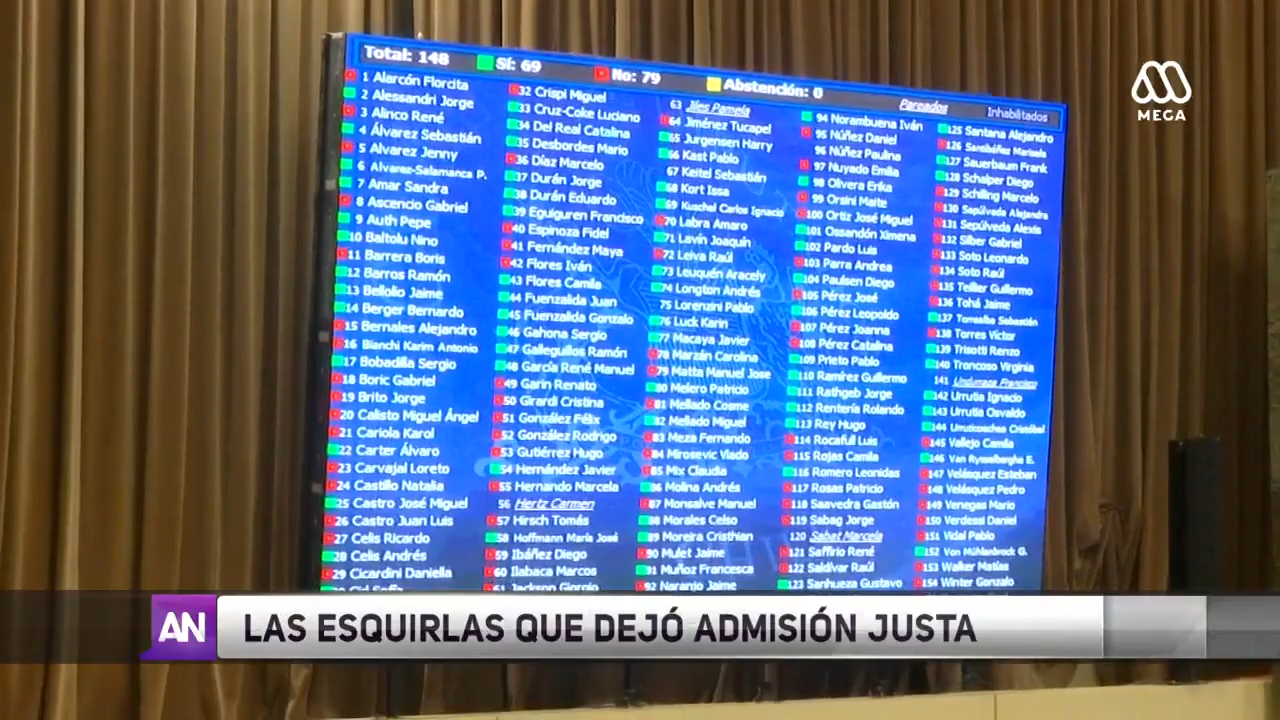 MEGA
Total: 148 Sí: 69 No: 79 Abstención: 0 Pareados Inhabilitados
1 Alarcón Florcita
2 Alessandri Jorge
3 Alinco René
4 Álvarez Sebastián
5 Alvarez Jenny
6 Alvarez-Salamanca P.
7 Amar Sandra
8 Ascencio Gabriel
9 Auth Pepe
10 Baltolu Nino
11 Barrera Boris
12 Barros Ramón
13 Bellolio Jaime
14 Berger Bernardo
15 Bernales Alejandro
16 Bianchi Karim Antonio
17 Bobadilla Sergio
18 Boric Gabriel
19 Brito Jorge
20 Calisto Miguel Ángel
21 Cariola Karol
22 Carter Álvaro
23 Carvajal Loreto
24 Castillo Natalia
25 Castro José Miguel
26 Castro Juan Luis
27 Celis Ricardo
28 Celis Andrés
29 Cicardini Daniella
32 Crispi Miguel
33 Cruz-Coke Luciano
34 Del Real Catalina
35 Desbordes Mario
36 Díaz Marcelo
37 Durán Jorge
38 Durán Eduardo
39 Eguiguren Francisco
40 Espinoza Fidel
41 Fernández Maya
42 Flores Iván
43 Flores Camila
44 Fuenzalida Juan
45 Fuenzalida Gonzalo
46 Gahona Sergio
47 Galleguillos Ramón
48 García René Manuel
49 Garín Renato
50 Girardi Cristina
51 González Félix
52 González Rodrigo
53 Gutiérrez Hugo
54 Hernández Javier
55 Hernando Marcela
56 Hertz Carmen
57 Hirsch Tomás
58 Hoffmann María José
59 Ibáñez Diego
60 Ilabaca Marcos
61 Jackson Giorgio
63 Jiles Pamela
64 Jiménez Tucapel
65 Jurgensen Harry
66 Kast Pablo
67 Keitel Sebastián
68 Kort Issa
69 Kuschel Carlos Ignacio
70 Labra Amaro
71 Lavín Joaquín
72 Leiva Raúl
73 Leuquén Aracely
74 Longton Andrés
75 Lorenzini Pablo
76 Luck Karin
77 Macaya Javier
78 Marzán Carolina
79 Matta Manuel Jose
80 Melero Patricio
81 Mellado Cosme
82 Mellado Miguel
83 Meza Fernando
84 Mirosevic Vlado
85 Mix Claudia
86 Molina Andrés
87 Monsalve Manuel
88 Morales Celso
89 Moreira Cristhian
90 Mulet Jaime
91 Muñoz Francesca
92 Naranjo Jaime
94 Norambuena Iván
95 Núñez Daniel
96 Núñez Paulina
97 Nuyado Emilia
98 Olivera Erika
99 Orsini Maite
100 Ortiz José Miguel
101 Ossandón Ximena
102 Pardo Luis
103 Parra Andrea
104 Paulsen Diego
105 Pérez José
106 Pérez Leopoldo
107 Pérez Joanna
108 Pérez Catalina
109 Prieto Pablo
110 Ramírez Guillermo
111 Rathgeb Jorge
112 Rentería Rolando
113 Rey Hugo
114 Rocafull Luis
115 Rojas Camila
116 Romero Leonidas
117 Rosas Patricio
118 Saavedra Gastón
119 Sabag Jorge
120 Sabat Marcela
121 Saffirio René
122 Saldívar Raúl
123 Sanhueza Gustavo
125 Santana Alejandro
126 Santibáñez Marisela
127 Sauerbaum Frank
128 Schalper Diego
129 Schilling Marcelo
130 Sepúlveda Alejandra
131 Sepúlveda Alexis
132 Silber Gabriel
133 Soto Leonardo
134 Soto Raúl
135 Teillier Guillermo
136 Tohá Jaime
137 Torrealba Sebastián
138 Torres Víctor
139 Trisotti Renzo
140 Troncoso Virginia
141 Undurraga Francisco
142 Urrutia Ignacio
143 Urrutia Osvaldo
144 Urruticoechea Cristóbal
145 Vallejo Camila
146 Van Rysselberghe E.
147 Velásquez Esteban
148 Velásquez Pedro
149 Venegas Mario
150 Verdessi Daniel
151 Vidal Pablo
152 Von Mühlenbrock G.
153 Walker Matías
154 Winter Gonzalo
AN LAS ESQUIRLAS QUE DEJÓ ADMISIÓN JUSTA